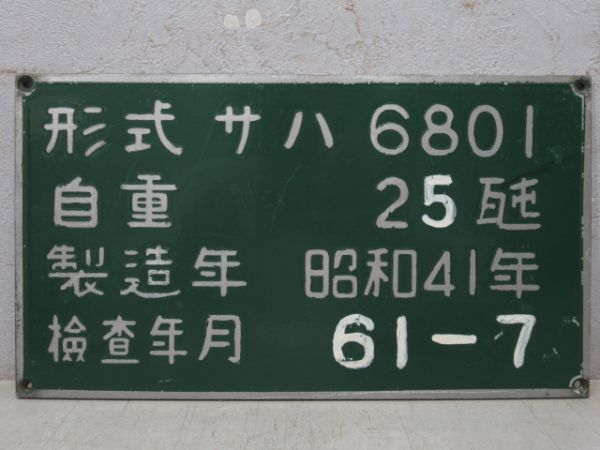 形式 サハ 6801
自重 25瓲
製造年 昭和41年
檢査年月 61-7